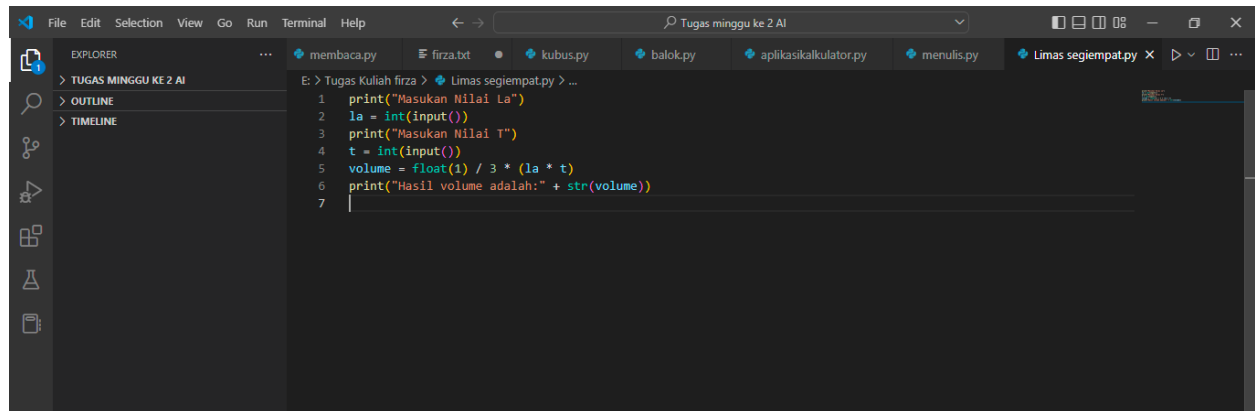 File Edit Selection View Go Run Terminal Help Tugas minggu ke 2 AI
EXPLORER ... membaca.py firza.txt kubus.py balok.py aplikasikalkulator.py menulis.py Limas segiempat.py ...
1
> TUGAS MINGGU KE 2 AI
> OUTLINE
> TIMELINE
E: > Tugas Kuliah firza > Limas segiempat.py > ...
1 print("Masukan Nilai La")
2 la = int(input())
3 print("Masukan Nilai T")
4 t = int(input())
5 volume = float(1) / 3 * (la * t)
6 print("Hasil volume adalah:" + str(volume))
7